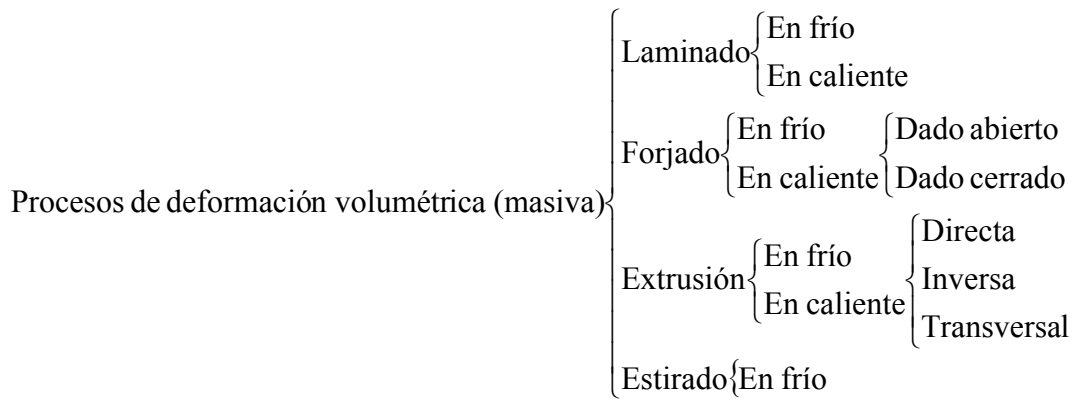 Procesos de deformación volumétrica (masiva)
Laminado
En frío
En caliente
Forjado
En frío
En caliente
Dado abierto
Dado cerrado
Extrusión
En frío
En caliente
Directa
Inversa
Transversal
Estirado
En frío